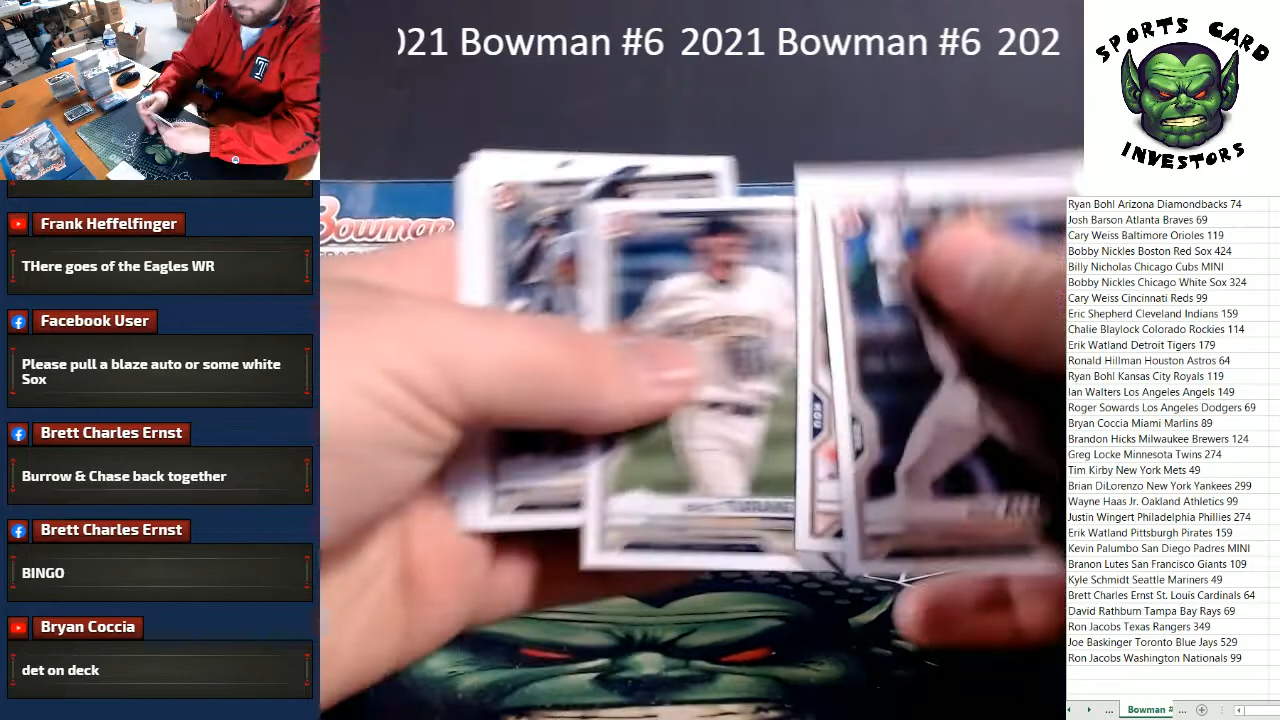 021 Bowman #6 2021 Bowman #6 202
SPORTS CARD
INVESTORS
Frank Heffelfinger
THere goes of the Eagles WR
Facebook User
Please pull a blaze auto or some white
Sox
Brett Charles Ernst
Burrow & Chase back together
Brett Charles Ernst
BINGO
Bryan Coccia
det on deck
Bowman
T
Ryan Bohl Arizona Diamondbacks 74
Josh Barson Atlanta Braves 69
Cary Weiss Baltimore Orioles 119
Bobby Nickles Boston Red Sox 424
Billy Nicholas Chicago Cubs MINI
Bobby Nickles Chicago White Sox 324
Cary Weiss Cincinnati Reds 99
Eric Shepherd Cleveland Indians 159
Chalie Blaylock Colorado Rockies 114
Erik Watland Detroit Tigers 179
Ronald Hillman Houston Astros 64
Ryan Bohl Kansas City Royals 119
Ian Walters Los Angeles Angels 149
Roger Sowards Los Angeles Dodgers 69
Bryan Coccia Miami Marlins 89
Brandon Hicks Milwaukee Brewers 124
Greg Locke Minnesota Twins 274
Tim Kirby New York Mets 49
Brian DiLorenzo New York Yankees 299
Wayne Haas Jr. Oakland Athletics 99
Justin Wingert Philadelphia Phillies 274
Erik Watland Pittsburgh Pirates 159
Kevin Palumbo San Diego Padres MINI
Branon Lutes San Francisco Giants 109
Kyle Schmidt Seattle Mariners 49
Brett Charles Ernst St. Louis Cardinals 64
David Rathburn Tampa Bay Rays 69
Ron Jacobs Texas Rangers 349
Joe Baskinger Toronto Blue Jays 529
Ron Jacobs Washington Nationals 99
... Bowman # ...